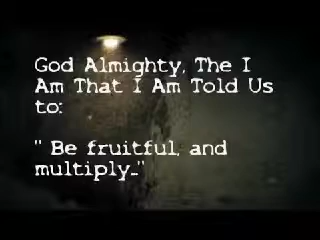 God Almighty, The I
Am That I Am Told Us
to:
" Be fruitful, and
multiply..."